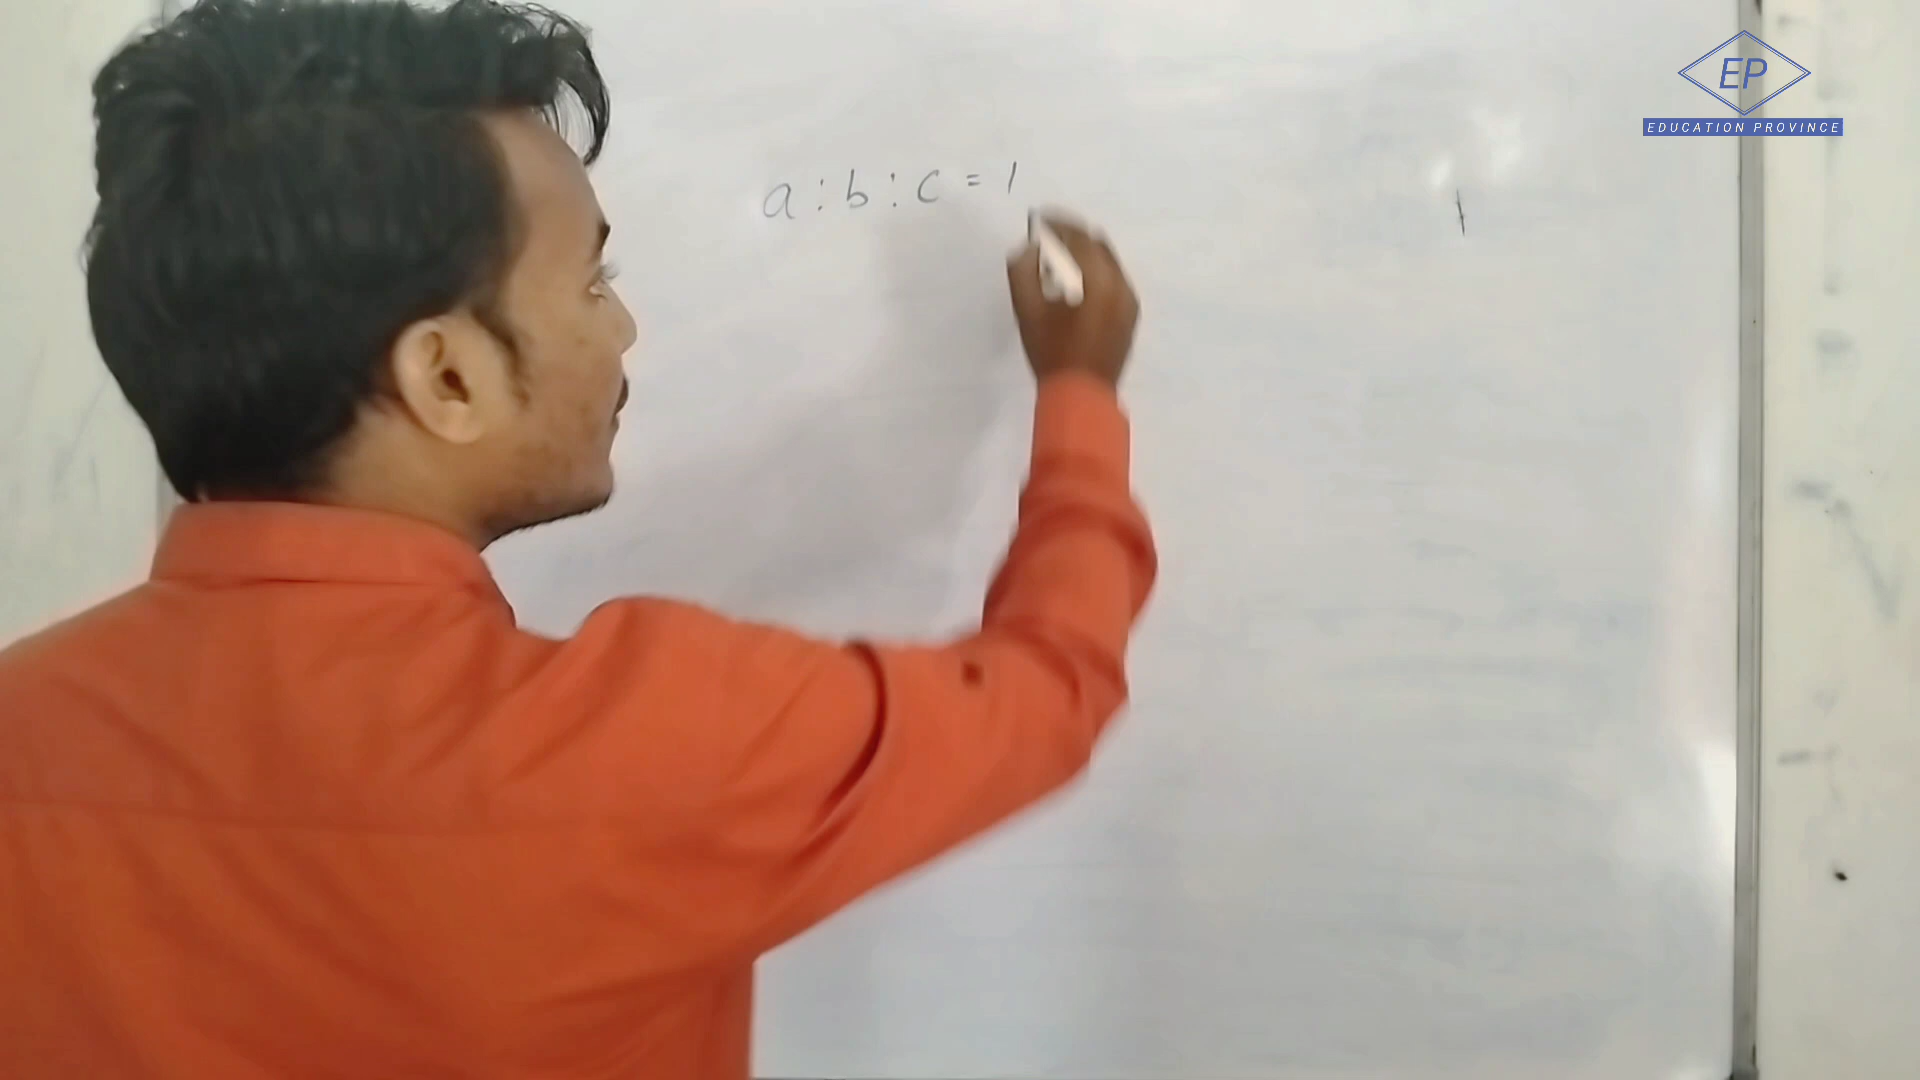 EP
EDUCATION PROVINCE
a : b : c = 1